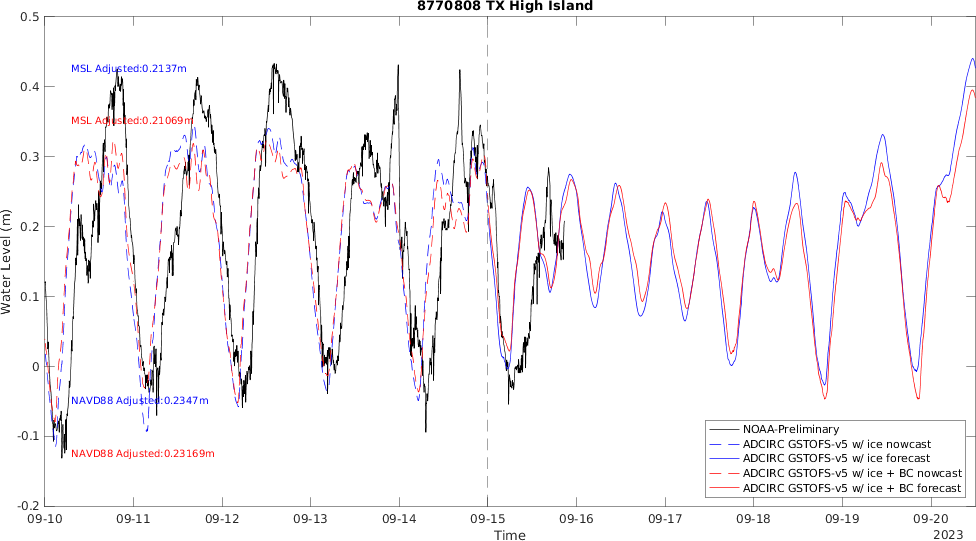 8770808 TX High Island
0.5
MSL Adjusted:0.2137m
0.4
MSL Adjusted:0.21069m
0.3
0.2
Water Level (m)
0.1
0
NAVD88 Adjusted:0.2347m
-0.1
NAVD88 Adjusted:0.23169m
-0.2
NOAA-Preliminary
ADCIRC GSTOFS-v5 w/ ice nowcast
ADCIRC GSTOFS-v5 w/ ice forecast
ADCIRC GSTOFS-v5 w/ ice + BC nowcast
ADCIRC GSTOFS-v5 w/ ice + BC forecast
09-10 09-11 09-12 09-13 09-14 09-15 09-16 09-17 09-18 09-19 09-20
Time
2023